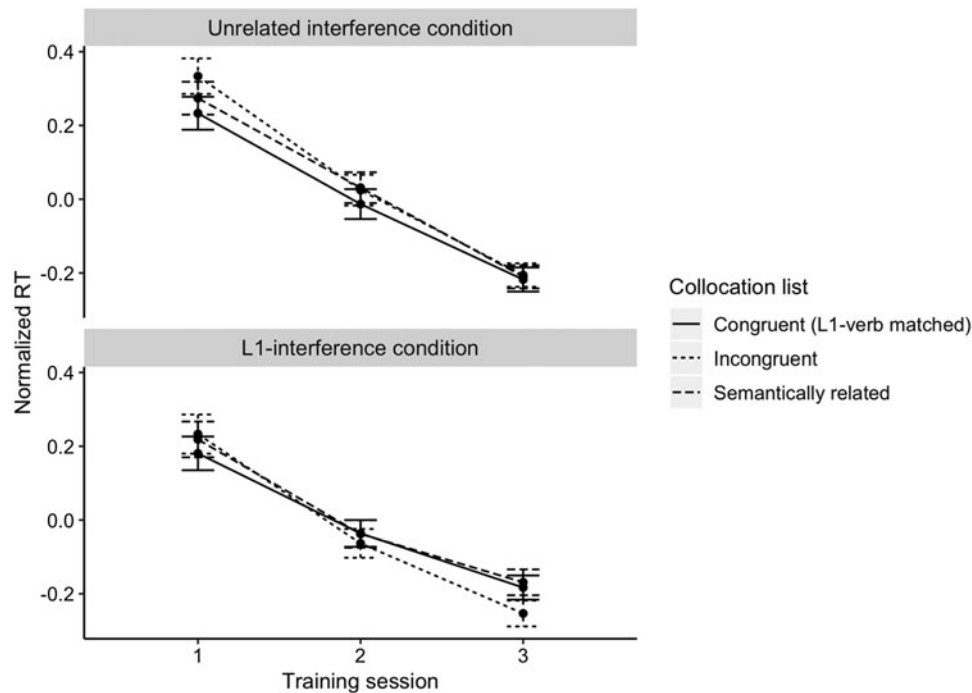 Unrelated interference condition
0.4
0.2
0.0
-0.2
Normalized RT
L1-interference condition
0.4
0.2
0.0
-0.2
1
2
3
Training session
Collocation list
Congruent (L1-verb matched)
Incongruent
Semantically related